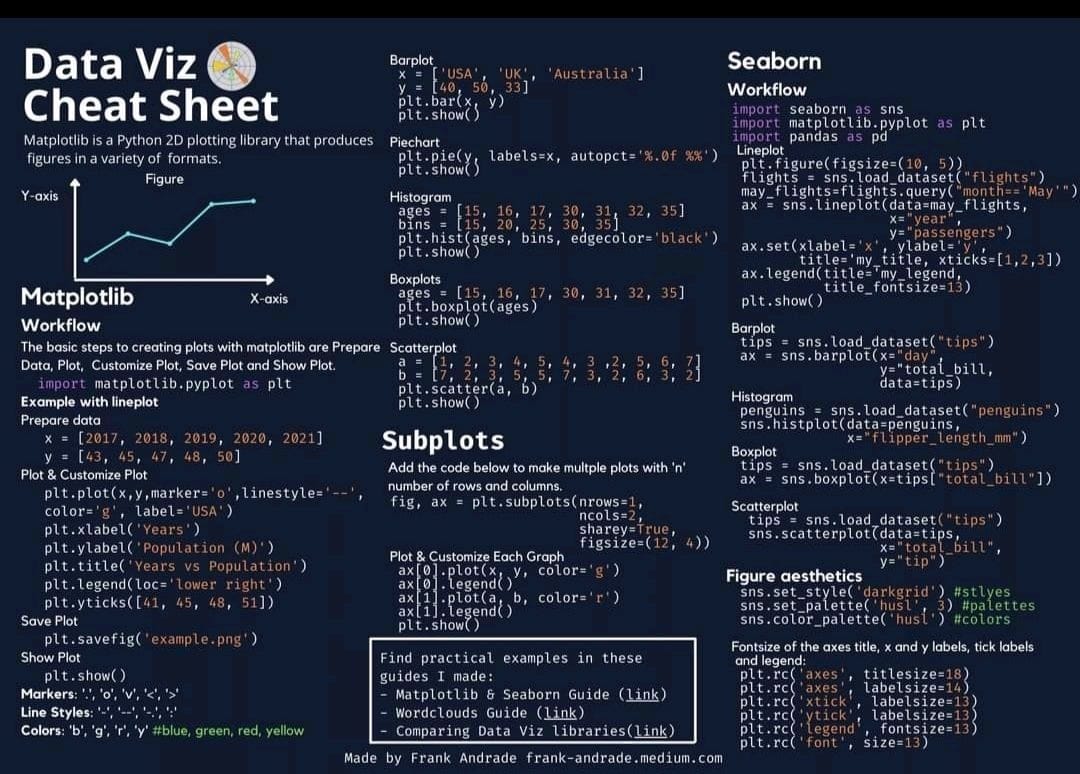 Data Viz
Cheat Sheet
Matplotlib is a Python 2D plotting library that produces
figures in a variety of formats.
Figure
Y-axis
X-axis
Matplotlib
Workflow
The basic steps to creating plots with matplotlib are Prepare
Data, Plot, Customize Plot, Save Plot and Show Plot.
import matplotlib.pyplot as plt
Example with lineplot
Prepare data
x = [2017, 2018, 2019, 2020, 2021]
y = [43, 45, 47, 48, 50]
Plot & Customize Plot
plt.plot(x,y,marker='o',linestyle='--',
color='g', label='USA')
plt.xlabel('Years')
plt.ylabel('Population (M)')
plt.title('Years vs Population')
plt.legend(loc='lower right')
plt.yticks([41, 45, 48, 51])
Save Plot
plt.savefig('example.png')
Show Plot
plt.show()
Markers: '.', 'o', 'v', '<', '>'
Line Styles: '-', '--', '-.', ':'
Colors: 'b', 'g', 'r', 'y' #blue, green, red, yellow
Barplot
x = ['USA', 'UK', 'Australia']
y = [40, 50, 33]
plt.bar(x, y)
plt.show()
Piechart
plt.pie(y, labels=x, autopct='%.0f %%')
plt.show()
Histogram
ages = [15, 16, 17, 30, 31, 32, 35]
bins = [15, 20, 25, 30, 35]
plt.hist(ages, bins, edgecolor='black')
plt.show()
Boxplots
ages = [15, 16, 17, 30, 31, 32, 35]
plt.boxplot(ages)
plt.show()
Scatterplot
a = [1, 2, 3, 4, 5, 4, 3 ,2, 5, 6, 7]
b = [7, 2, 3, 5, 5, 7, 3, 2, 6, 3, 2]
plt.scatter(a, b)
plt.show()
Subplots
Add the code below to make multple plots with 'n'
number of rows and columns.
fig, ax = plt.subplots(nrows=1,
ncols=2,
sharey=True,
figsize=(12, 4))
Plot & Customize Each Graph
ax[0].plot(x, y, color='g')
ax[0].legend()
ax[1].plot(a, b, color='r')
ax[1].legend()
plt.show()
Find practical examples in these
guides I made:
- Matplotlib & Seaborn Guide (link)
- Wordclouds Guide (link)
- Comparing Data Viz libraries(link)
Seaborn
Workflow
import seaborn as sns
import matplotlib.pyplot as plt
import pandas as pd
Lineplot
plt.figure(figsize=(10, 5))
flights = sns.load_dataset("flights")
may_flights=flights.query("month=='May'")
ax = sns.lineplot(data=may_flights,
x="year",
y="passengers")
ax.set(xlabel='x', ylabel='y',
title='my_title, xticks=[1,2,3])
ax.legend(title='my_legend,
title_fontsize=13)
plt.show()
Barplot
tips = sns.load_dataset("tips")
ax = sns.barplot(x="day",
y="total_bill,
data=tips)
Histogram
penguins = sns.load_dataset("penguins")
sns.histplot(data=penguins,
x="flipper_length_mm")
Boxplot
tips = sns.load_dataset("tips")
ax = sns.boxplot(x=tips["total_bill"])
Scatterplot
tips = sns.load_dataset("tips")
sns.scatterplot(data=tips,
x="total_bill",
y="tip")
Figure aesthetics
sns.set_style('darkgrid') #stlyes
sns.set_palette('husl', 3) #palettes
sns.color_palette('husl') #colors
Fontsize of the axes title, x and y labels, tick labels
and legend:
plt.rc('axes', titlesize=18)
plt.rc('axes', labelsize=14)
plt.rc('xtick', labelsize=13)
plt.rc('ytick', labelsize=13)
plt.rc('legend', fontsize=13)
plt.rc('font', size=13)
Made by Frank Andrade frank-andrade.medium.com